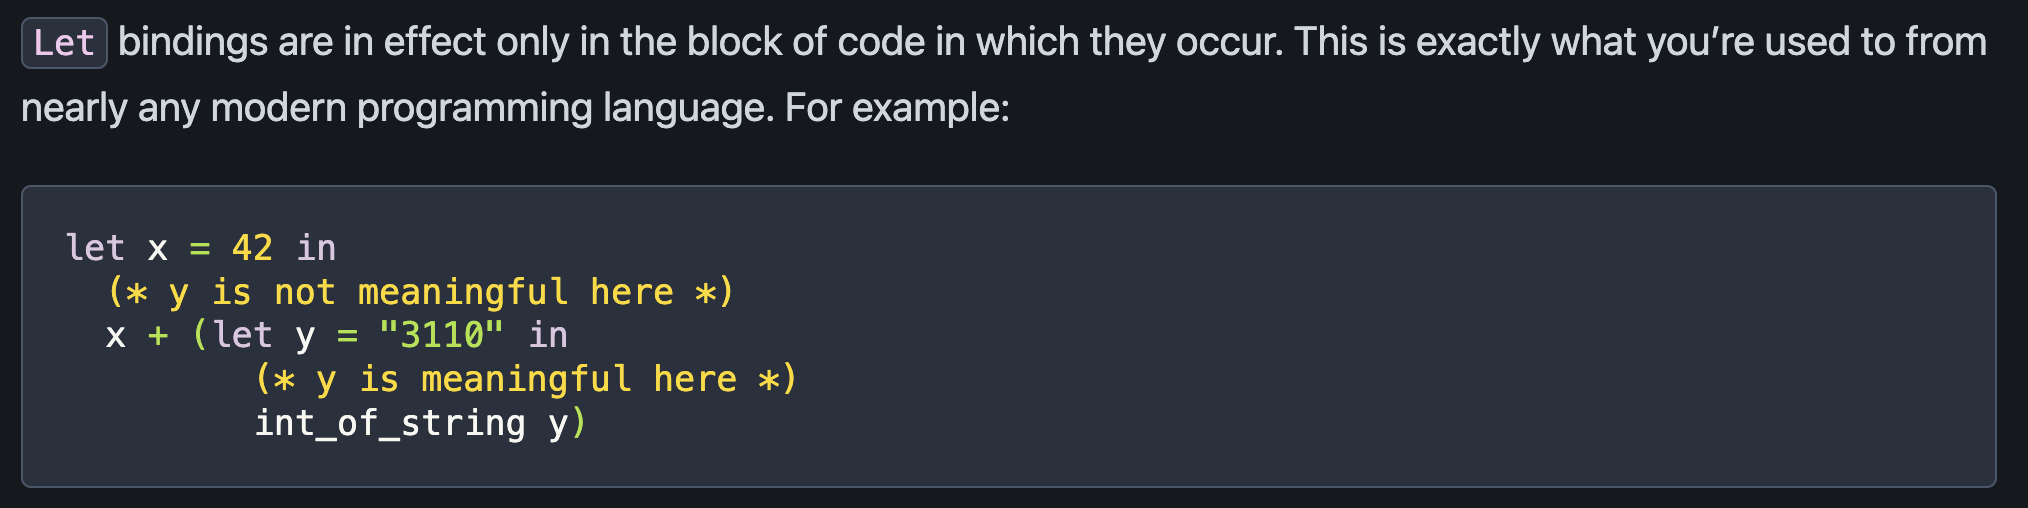 Let bindings are in effect only in the block of code in which they occur. This is exactly what you’re used to from
nearly any modern programming language. For example:
let x = 42 in
  (* y is not meaningful here *)
  x + (let y = "3110" in
         (* y is meaningful here *)
         int_of_string y)